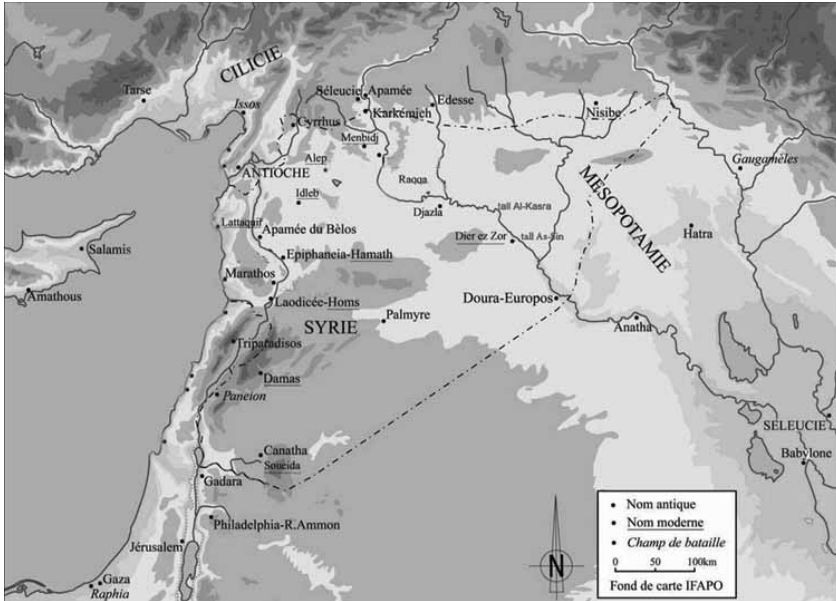 CILICIE
Tarse
Issos
Séleucie
Apamée
Karkémich
Edesse
Nisibe
Cyrrhus
Menbidj
Gaugamèles
ANTIOCHE
Alep
MESOPOTAMIE
Idleb
Raqqa
Djazla
tall Al-Kasra
Lattaquié
Apamée du Bèlos
Dier ez Zor
tall As-Sin
Hatra
Salamis
Epiphaneia-Hamath
Amathous
Marathos
Laodicée-Homs
Doura-Europos
SYRIE
Palmyre
Anatha
Triparadisos
Damas
Paneion
SELEUCIE
Canatha
Soueida
Babylone
Gadara
Philadelphia-R.Ammon
Jérusalem
Gaza
Raphia
N
Nom antique
Nom moderne
Champ de bataille
0 50 100km
Fond de carte IFAPO